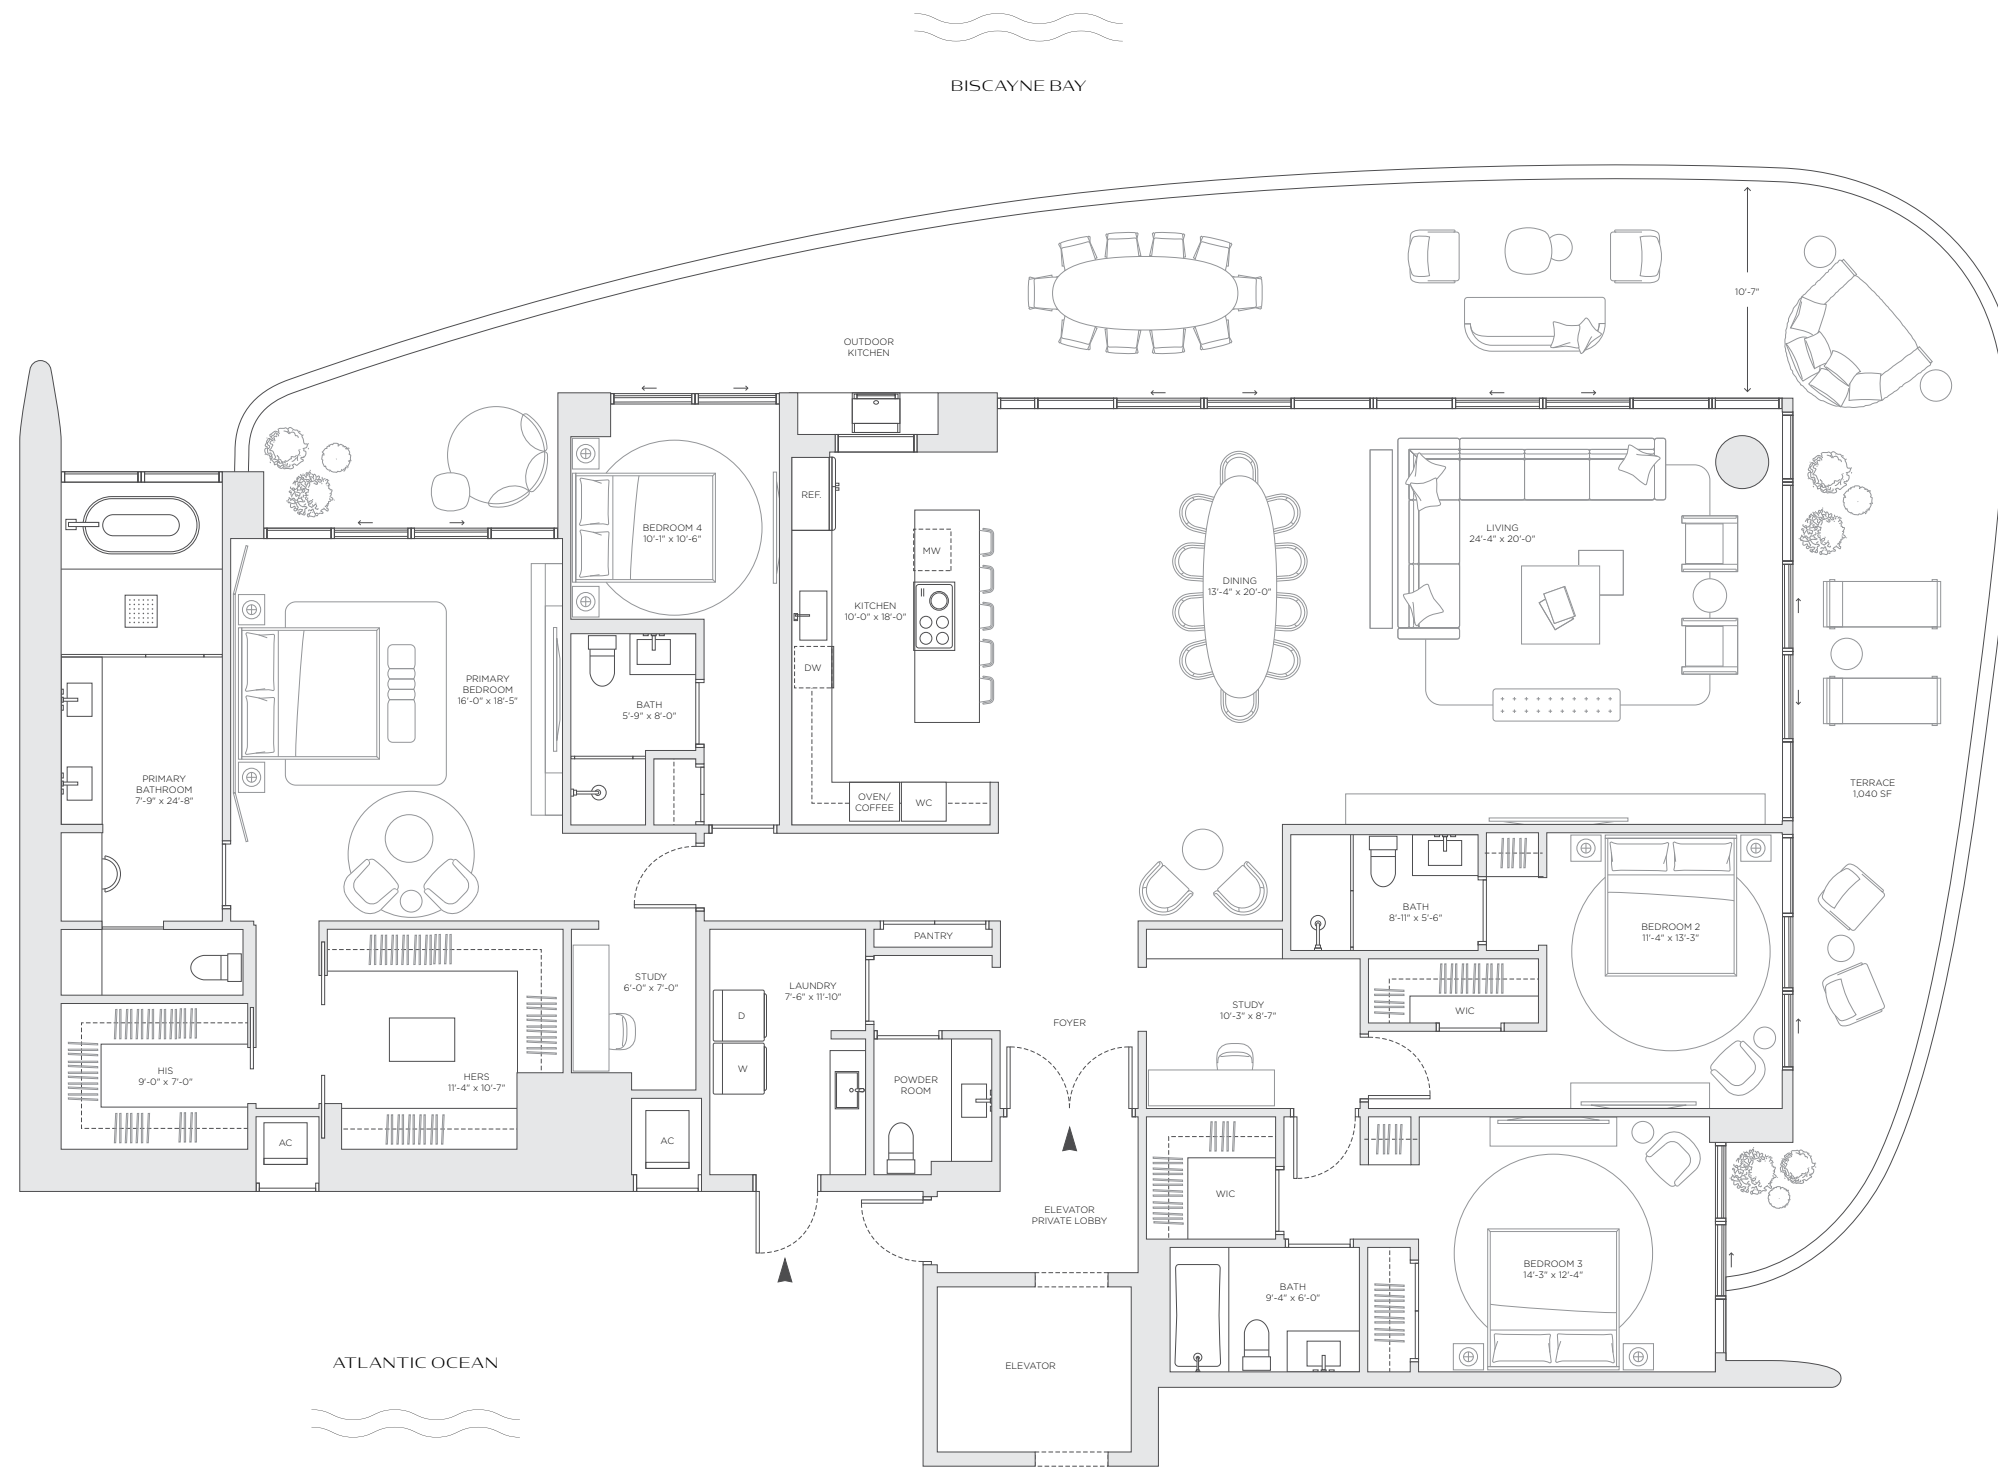 BISCAYNE BAY
10'-7"
OUTDOOR
KITCHEN
REF.
BEDROOM 4
10'-1" x 10'-6"
MW
LIVING
24'-4" x 20'-0"
DINING
13'-4" x 20'-0"
KITCHEN
10'-0" x 18'-0"
DW
PRIMARY
BEDROOM
16'-0" x 18'-5"
BATH
5'-9" x 8'-0"
PRIMARY
BATHROOM
7'-9" x 24'-8"
OVEN/
COFFEE
WC
TERRACE
1,040 SF
BATH
8'-11" x 5'-6"
BEDROOM 2
11'-4" x 13'-3"
PANTRY
STUDY
6'-0" x 7'-0"
LAUNDRY
7'-6" x 11'-10"
D
W
STUDY
10'-3" x 8'-7"
WIC
FOYER
HIS
9'-0" x 7'-0"
HERS
11'-4" x 10'-7"
POWDER
ROOM
AC
AC
WIC
ELEVATOR
PRIVATE LOBBY
BEDROOM 3
14'-3" x 12'-4"
BATH
9'-4" x 6'-0"
ELEVATOR
ATLANTIC OCEAN